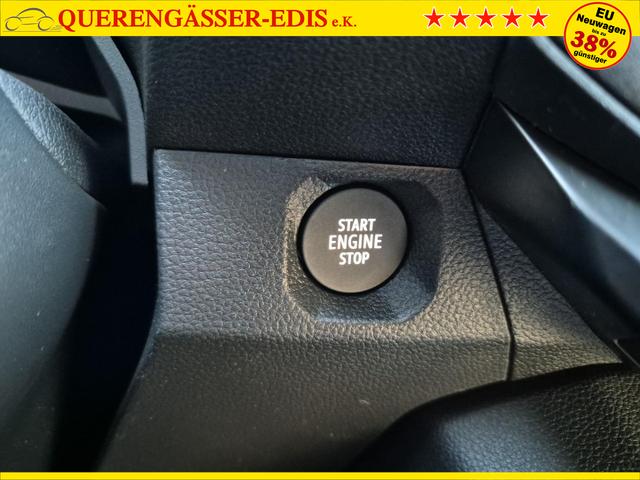 QUERENGÄSSER-EDIS e.K.
EU
Neuwagen
bis zu
38%
günstiger
START
ENGINE
STOP